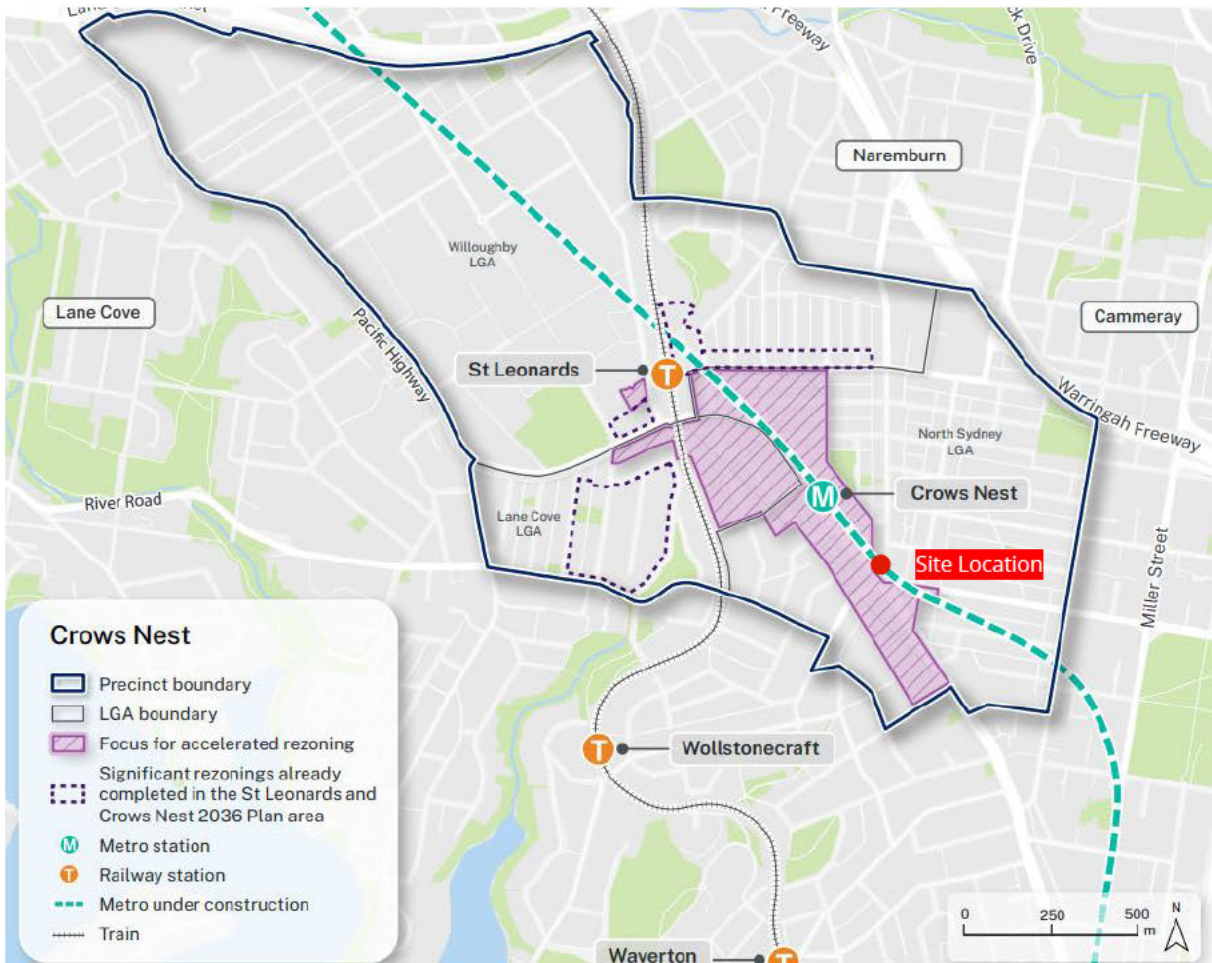 Freeway
Drive
Naremburn
Willoughby
LGA
Lane Cove
Cammeray
Pacific Highway
St Leonards
T
Warringah Freeway
North Sydney
LGA
M
Crows Nest
River Road
Lane Cove
LGA
Site Location
Miller Street
Crows Nest
Precinct boundary
LGA boundary
Focus for accelerated rezoning
Significant rezonings already
completed in the St Leonards and
Crows Nest 2036 Plan area
M Metro station
T Railway station
Metro under construction
Train
T
Wollstonecraft
Waverton
T
0 250 500
m
N